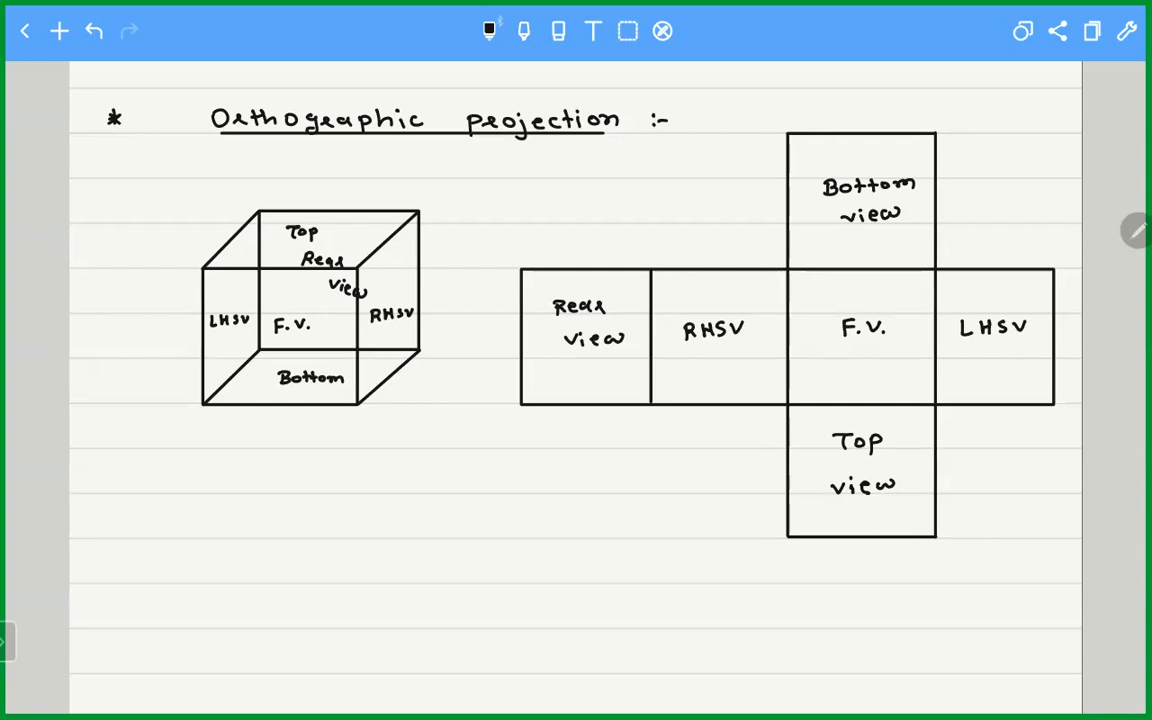 * Orthographic projection :-
Top
Rear
view
LHSV
F.V.
RHSV
Bottom
Bottom
view
Rear
view
RHSV
F.V.
LHSV
Top
view
T